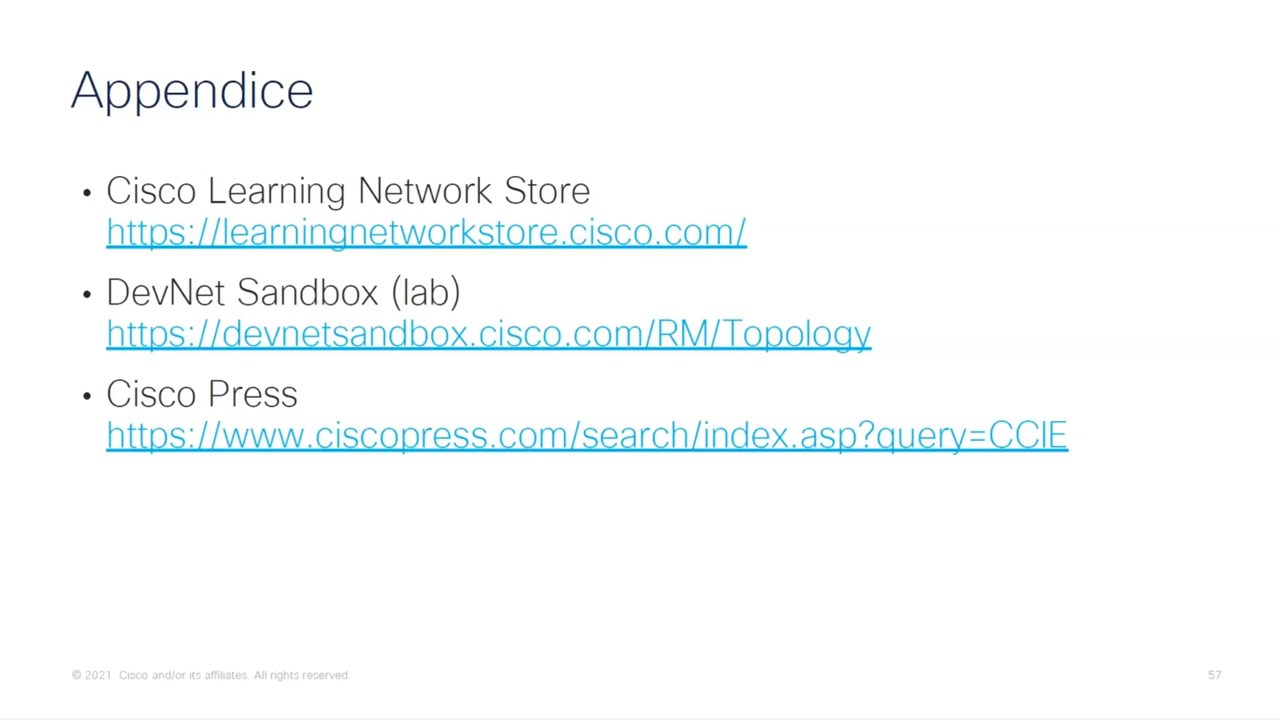 Appendice
• Cisco Learning Network Store
https://learningnetworkstore.cisco.com/
• DevNet Sandbox (lab)
https://devnetsandbox.cisco.com/RM/Topology
• Cisco Press
https://www.ciscopress.com/search/index.asp?query=CCIE
© 2021 Cisco and/or its affiliates. All rights reserved.
57